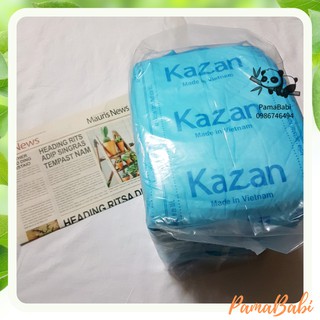 Mauris News
News
HEADING RITS
ADIP SINGRAS
TEMPAST NAM
HEADING RITSA DI
Kazan
Made in Vietnam
Kazan
Made in Vietnam
Kazan
Made in Vietnam
PamaBabi
0986746494
PamaBabi